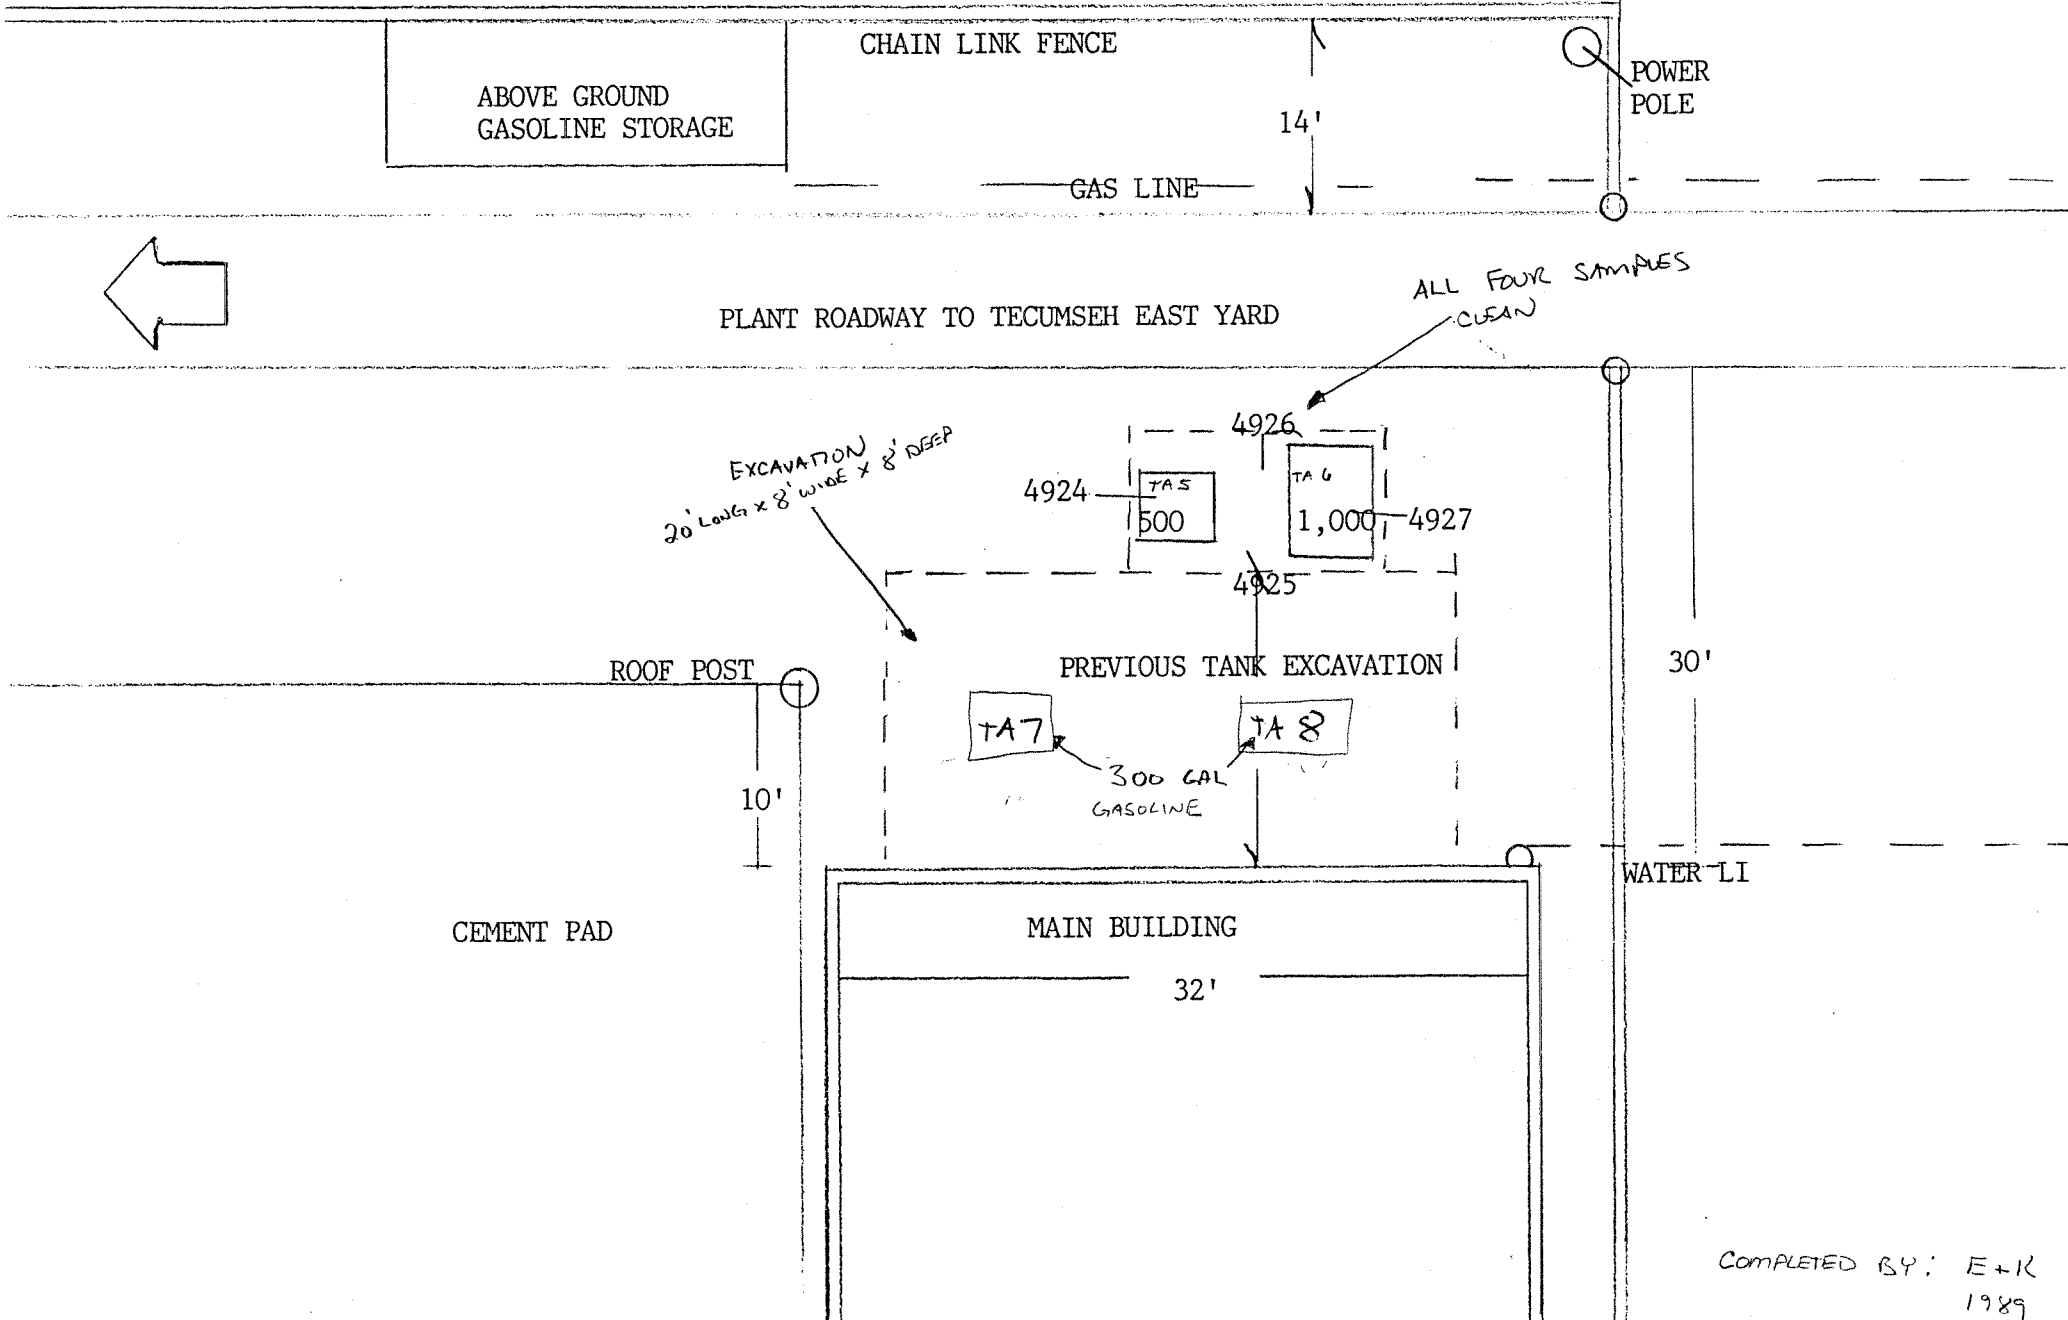 CHAIN LINK FENCE
POWER
POLE
ABOVE GROUND
GASOLINE STORAGE
14'
GAS LINE
ALL FOUR SAMPLES
CLEAN
PLANT ROADWAY TO TECUMSEH EAST YARD
4926
EXCAVATION
20' LONG x 8' WIDE x 8' DEEP
4924
TA 5
500
TA 6
1,000
4927
4925
ROOF POST
PREVIOUS TANK EXCAVATION
30'
TA7
TA 8
300 GAL
GASOLINE
10'
WATER LI
CEMENT PAD
MAIN BUILDING
32'
COMPLETED BY: E+K
1989